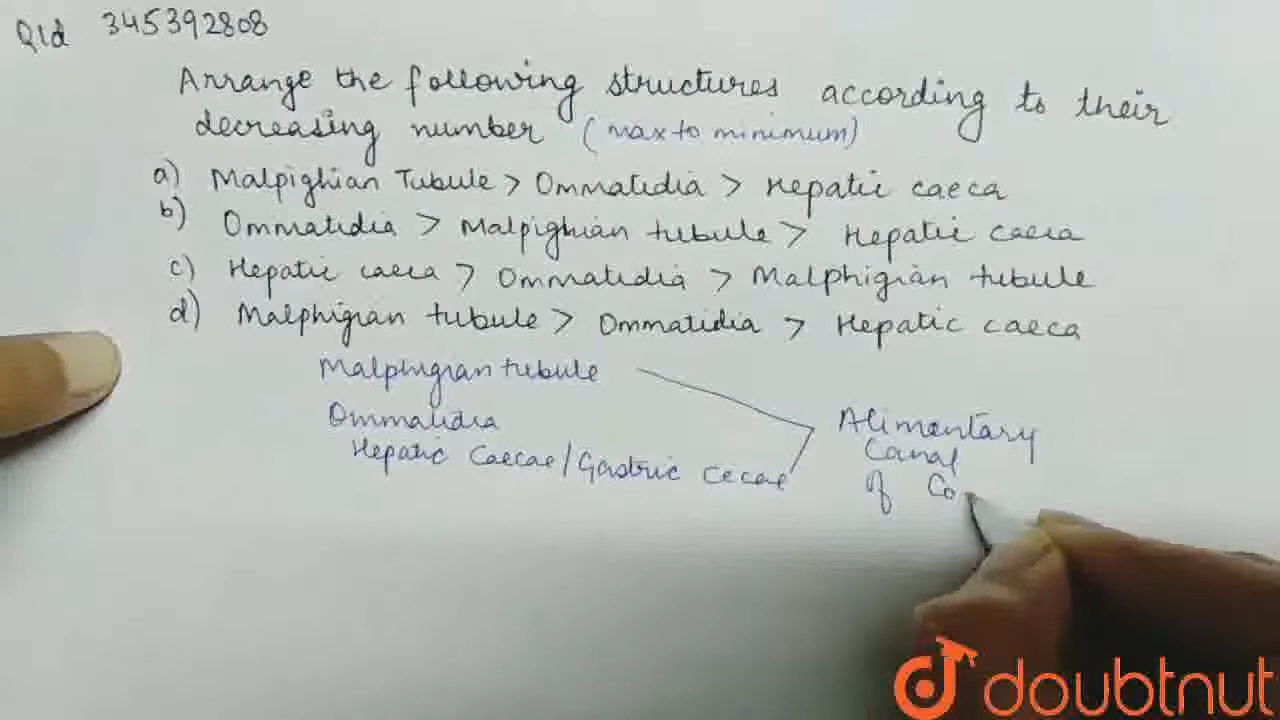 QId 345392808
Arrange the following structures according to their
decreasing number (max to minimum)
a) Malpighian Tubule > Ommatidia > Hepatic caeca
b) Ommatidia > Malpighian tubule > Hepatic caeca
c) Hepatic caeca > Ommatidia > Malphigian tubule
d) Malphigian tubule > Ommatidia > Hepatic caeca
Malphigian tubule
Ommatidia
Hepatic Caecae/Gastric cecae
Alimentary
Canal
of Co
doubtnut